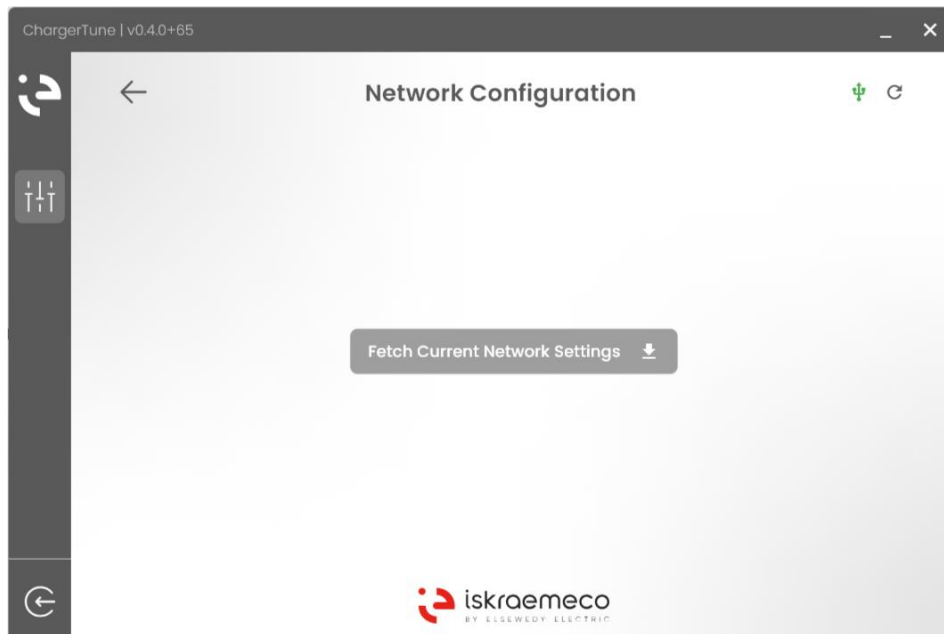 ChargerTune | v0.4.0+65
Network Configuration
Fetch Current Network Settings
iskraemeco
BY ELSEWEDY ELECTRIC